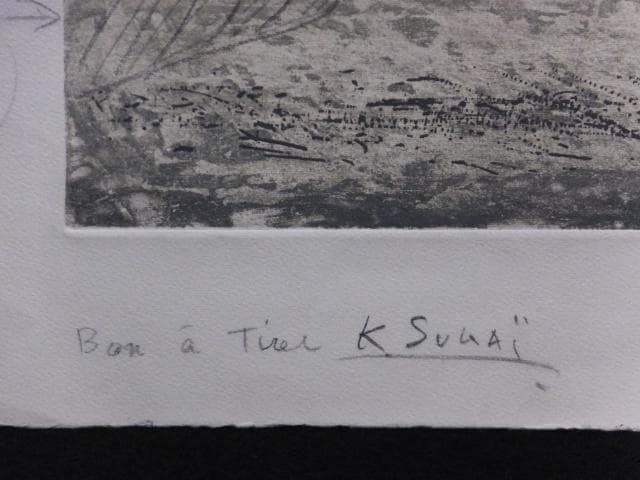 Bon à Tirer K SUGAÏ